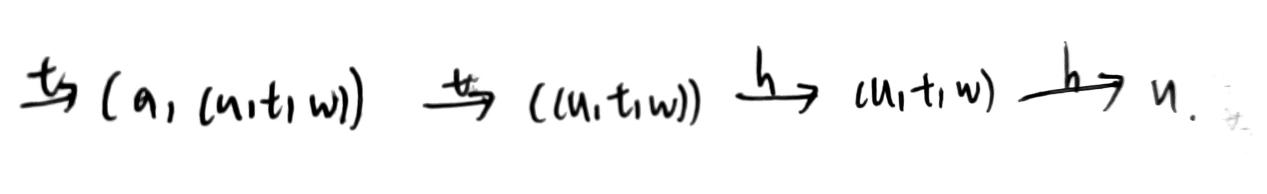 t→ (a, (u,t,w)) t→ ((u,t,w)) h→ (u,t,w) h→ u.